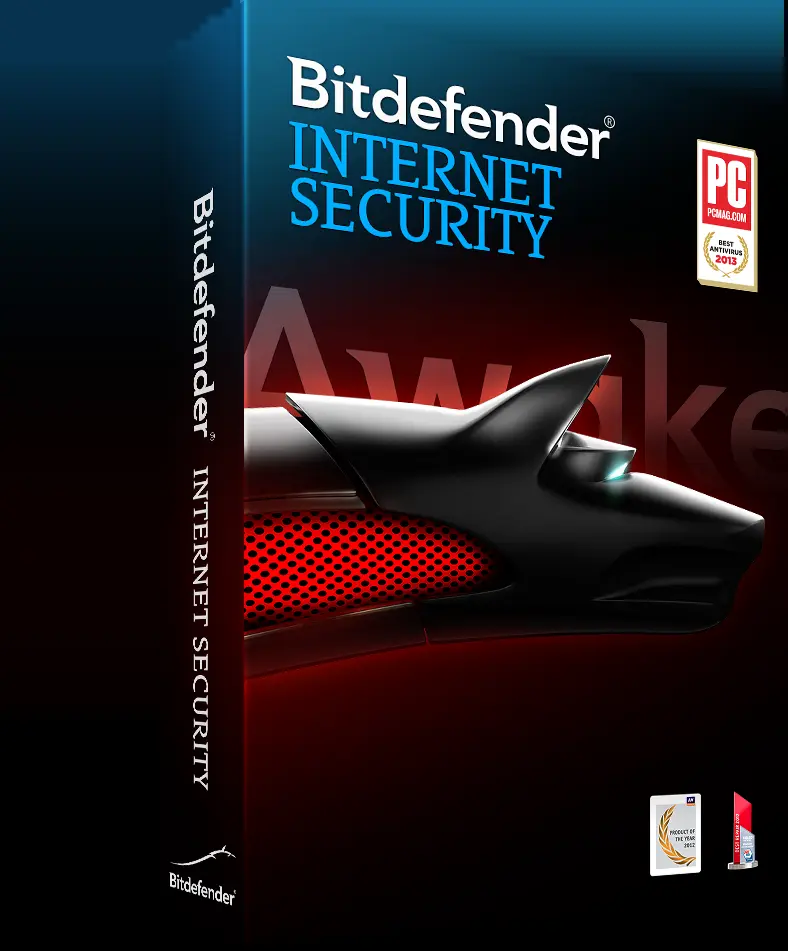 Bitdefender®
INTERNET
SECURITY
PC
PCMAG.COM
BEST
ANTIVIRUS
2013
Awake
Bitdefender® INTERNET SECURITY
Bitdefender®
AV
PRODUCT OF
THE YEAR
2012